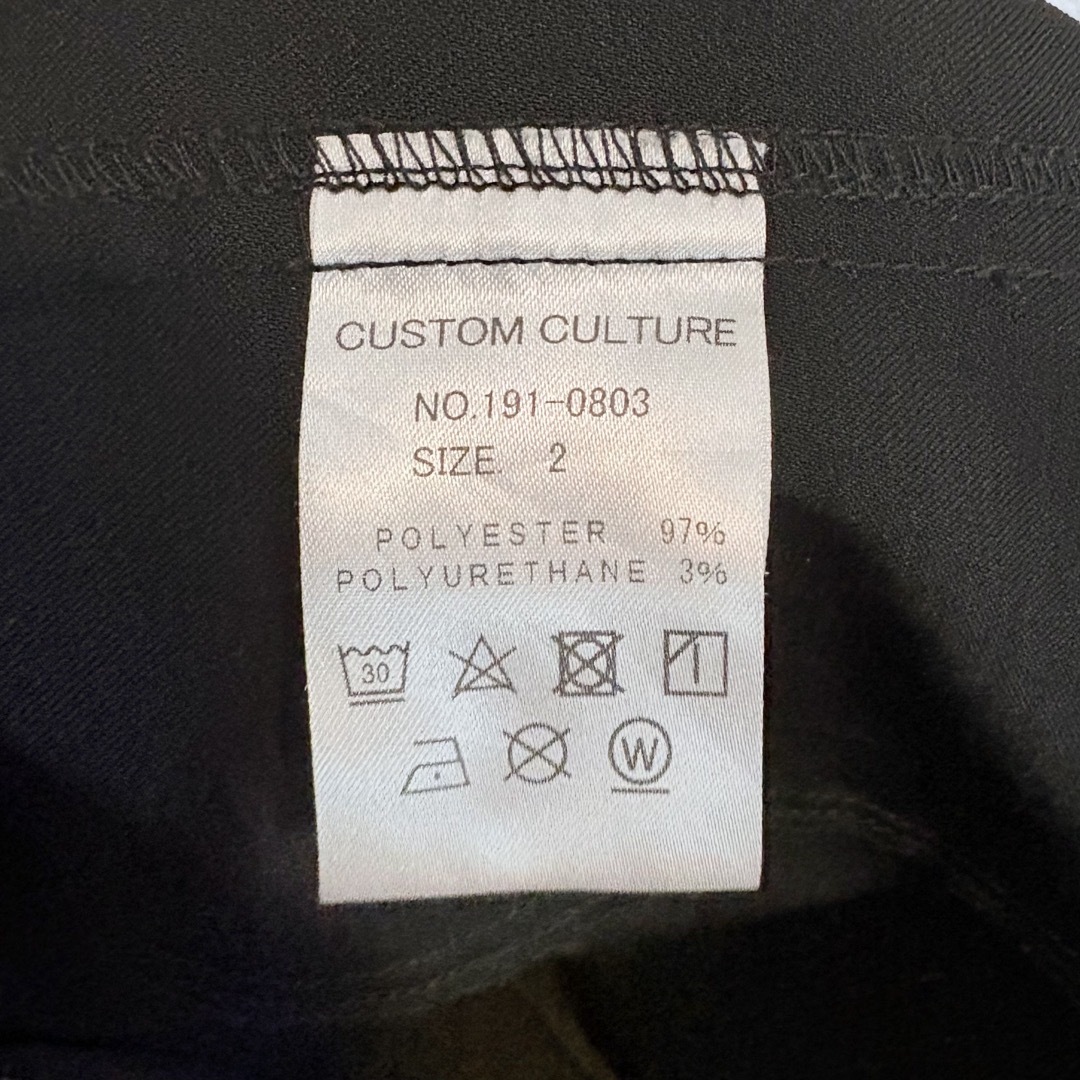 CUSTOM CULTURE
NO.191-0803
SIZE. 2
POLYESTER 97%
POLYURETHANE 3%
30
W